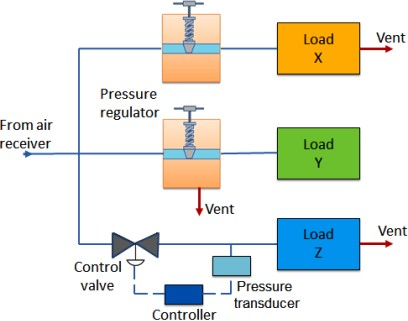 Load
X
Vent
Pressure
regulator
From air
receiver
Load
Y
Vent
Load
Z
Vent
Control
valve
Pressure
transducer
Controller